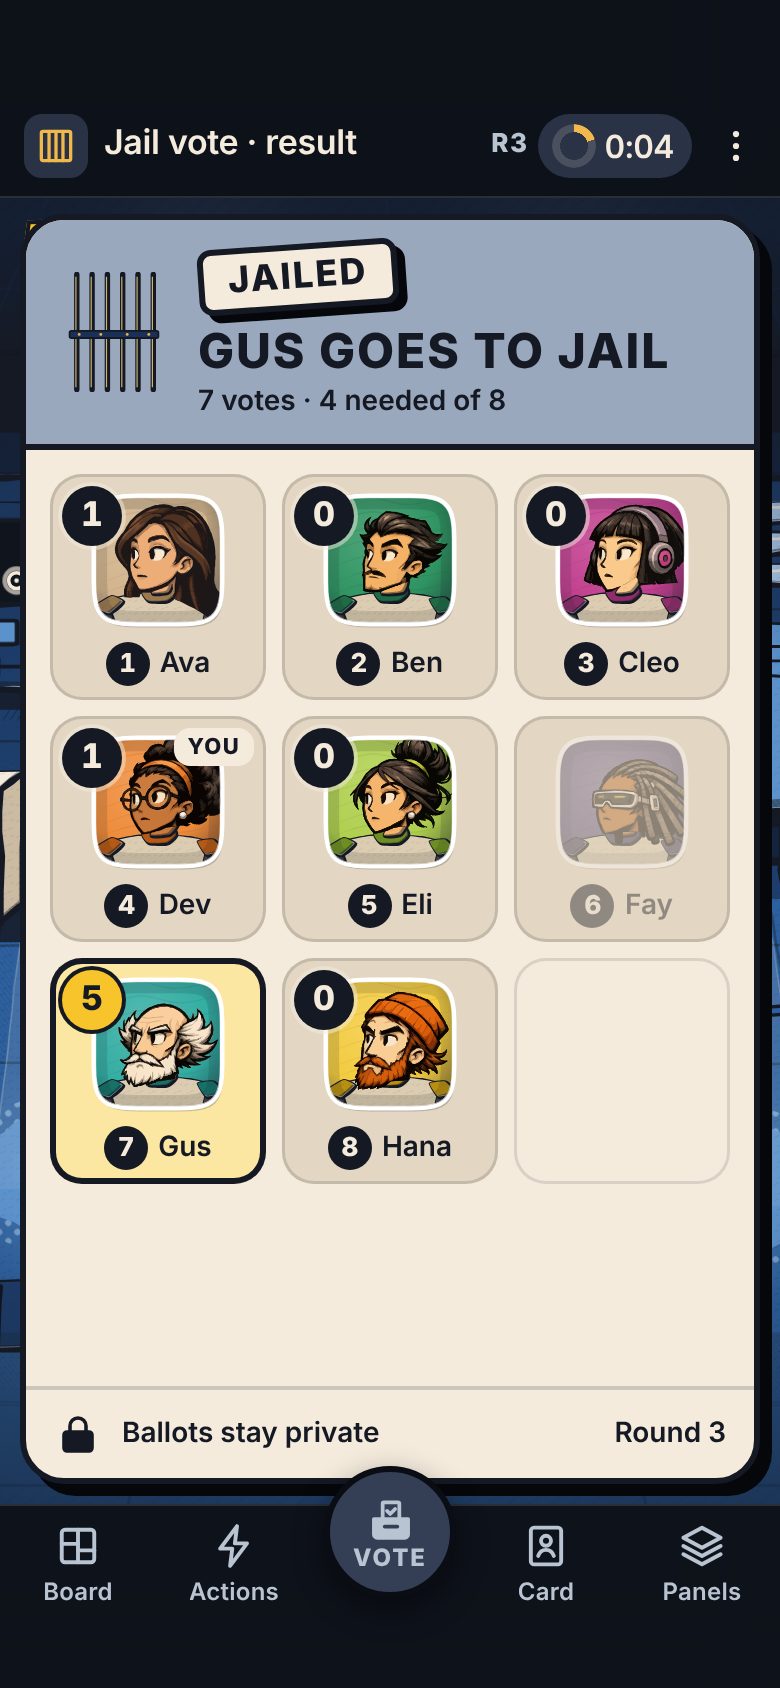 Jail vote · result
R3
0:04
JAILED
GUS GOES TO JAIL
7 votes · 4 needed of 8
1
1 Ava
0
2 Ben
0
3 Cleo
1
YOU
4 Dev
0
5 Eli
6 Fay
5
7 Gus
0
8 Hana
Ballots stay private
Round 3
Board
Actions
VOTE
Card
Panels